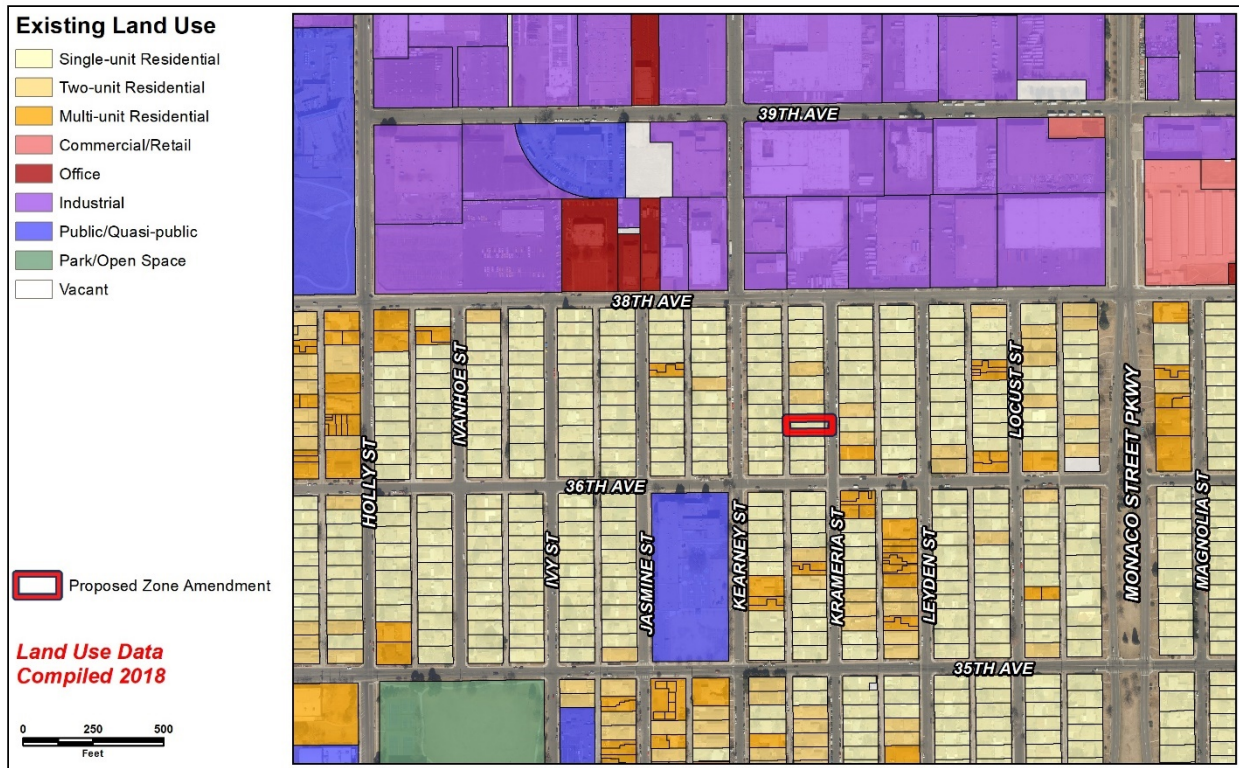 Existing Land Use
Single-unit Residential
Two-unit Residential
Multi-unit Residential
Commercial/Retail
Office
Industrial
Public/Quasi-public
Park/Open Space
Vacant
Proposed Zone Amendment
Land Use Data
Compiled 2018
0 250 500
Feet
39TH AVE
38TH AVE
IVANHOE ST
LOCUST ST
HOLLY ST
36TH AVE
IVY ST
JASMINE ST
KEARNEY ST
KRAMERIA ST
LEYDEN ST
MONACO STREET PKWY
MAGNOLIA ST
35TH AVE